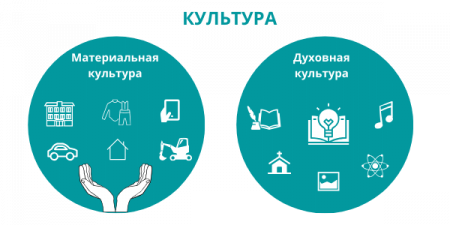 КУЛЬТУРА
Материальная
культура
Духовная
культура